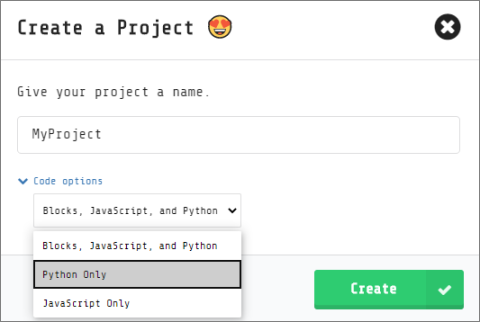 Create a Project 😍
Give your project a name.
MyProject
Code options
Blocks, JavaScript, and Python
Blocks, JavaScript, and Python
Python Only
JavaScript Only
Create